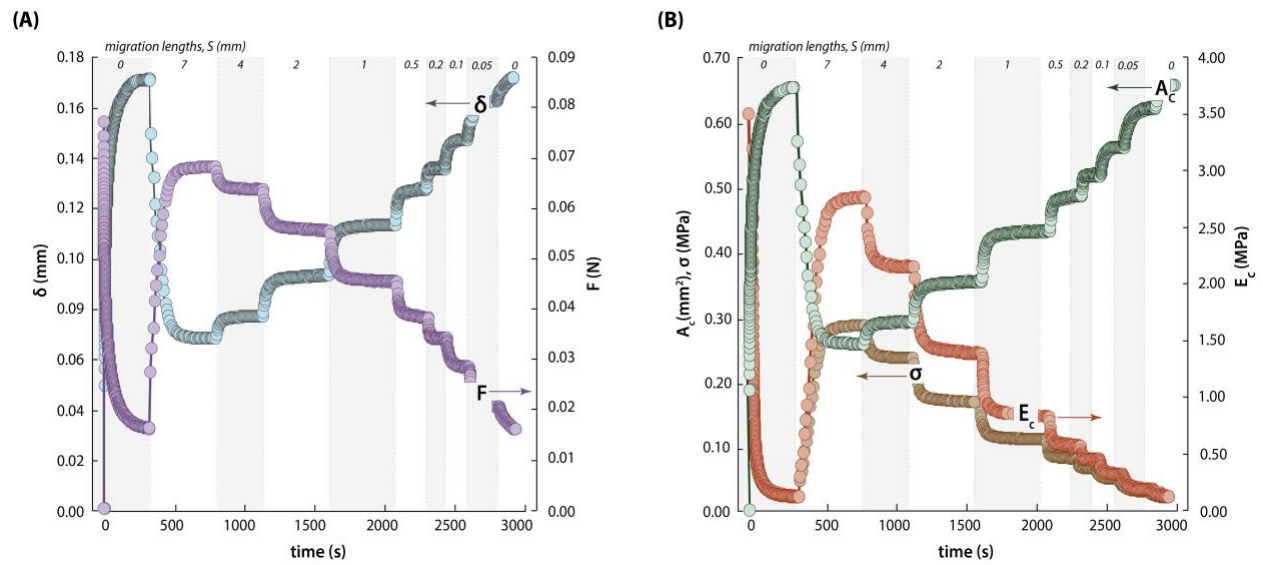 (A)
migration lengths, S (mm)
0 7 4 2 1 0.5 0.2 0.1 0.05 0
0.18
0.16
0.14
0.12
0.10
0.09
0.06
0.04
0.02
0.00
δ (mm)
0.09
0.08
0.07
0.06
0.05
0.04
0.03
0.02
0.01
0.00
F (N)
δ
F
0 500 1000 1500 2000 2500 3000
time (s)
(B)
migration lengths, S (mm)
0 7 4 2 1 0.5 0.2 0.1 0.05 0
0.70
0.60
0.50
0.40
0.30
0.20
0.10
0.00
A_c(mm²), σ (MPa)
4.00
3.50
3.00
2.50
2.00
1.50
1.00
0.50
0.00
E_c (MPa)
A_c
σ
E_c
0 500 1000 1500 2000 2500 3000
time (s)